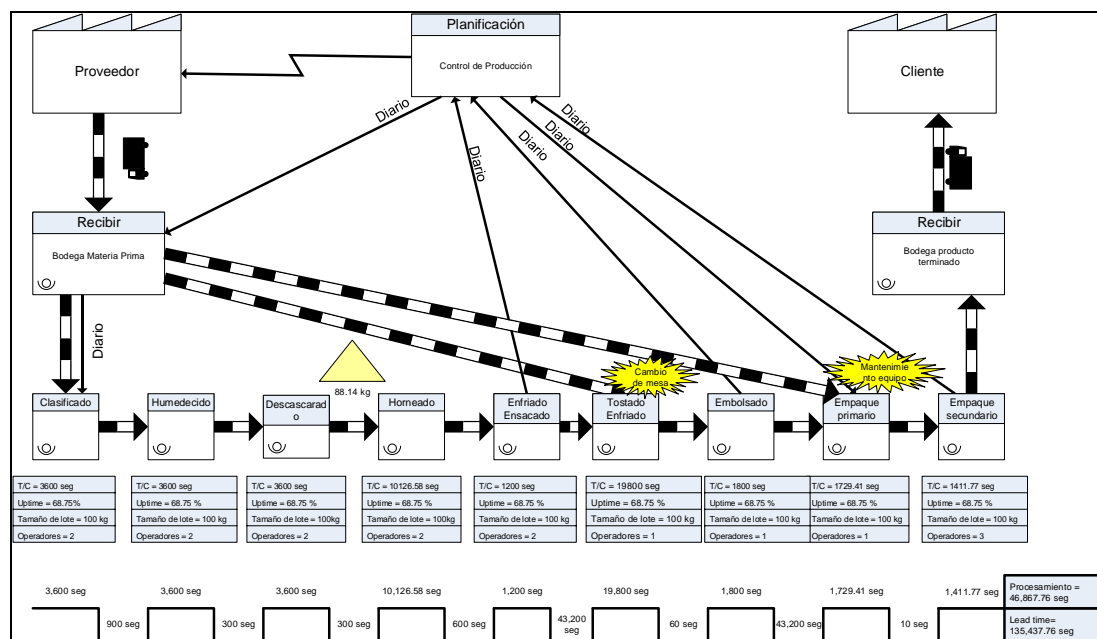 Proveedor
Planificación
Control de Producción
Cliente
Diario
Diario
Diario
Diario
Diario
Recibir
Bodega Materia Prima
Recibir
Bodega producto
terminado
Diario
88.14 kg
Cambio
de mesa
Mantenimie
nto equipo
Clasificado
Humedecido
Descascarad
o
Horneado
Enfriado
Ensacado
Tostado
Enfriado
Embolsado
Empaque
primario
Empaque
secundario
T/C = 3600 seg
Uptime = 68.75%
Tamaño de lote = 100 kg
Operadores = 2
T/C = 3600 seg
Uptime = 68.75 %
Tamaño de lote = 100 kg
Operadores = 2
T/C = 3600 seg
Uptime = 68.75 %
Tamaño de lote = 100kg
Operadores = 2
T/C = 10126.58 seg
Uptime = 68.75 %
Tamaño de lote = 100kg
Operadores = 2
T/C = 1200 seg
Uptime = 68.75 %
Tamaño de lote = 100 kg
Operadores = 2
T/C = 19800 seg
Uptime = 68.75 %
Tamaño de lote = 100 kg
Operadores = 1
T/C = 1800 seg
Uptime = 68.75 %
Tamaño de lote = 100 kg
Operadores = 1
T/C = 1729.41 seg
Uptime = 68.75 %
Tamaño de lote = 100 kg
Operadores = 1
T/C = 1411.77 seg
Uptime = 68.75 %
Tamaño de lote = 100 kg
Operadores = 3
3,600 seg
3,600 seg
3,600 seg
10,126.58 seg
1,200 seg
19,800 seg
1,800 seg
1,729.41 seg
1,411.77 seg
Procesamiento =
46,867.76 seg
900 seg
300 seg
300 seg
600 seg
43,200
seg
60 seg
43,200 seg
10 seg
Lead time=
135,437.76 seg